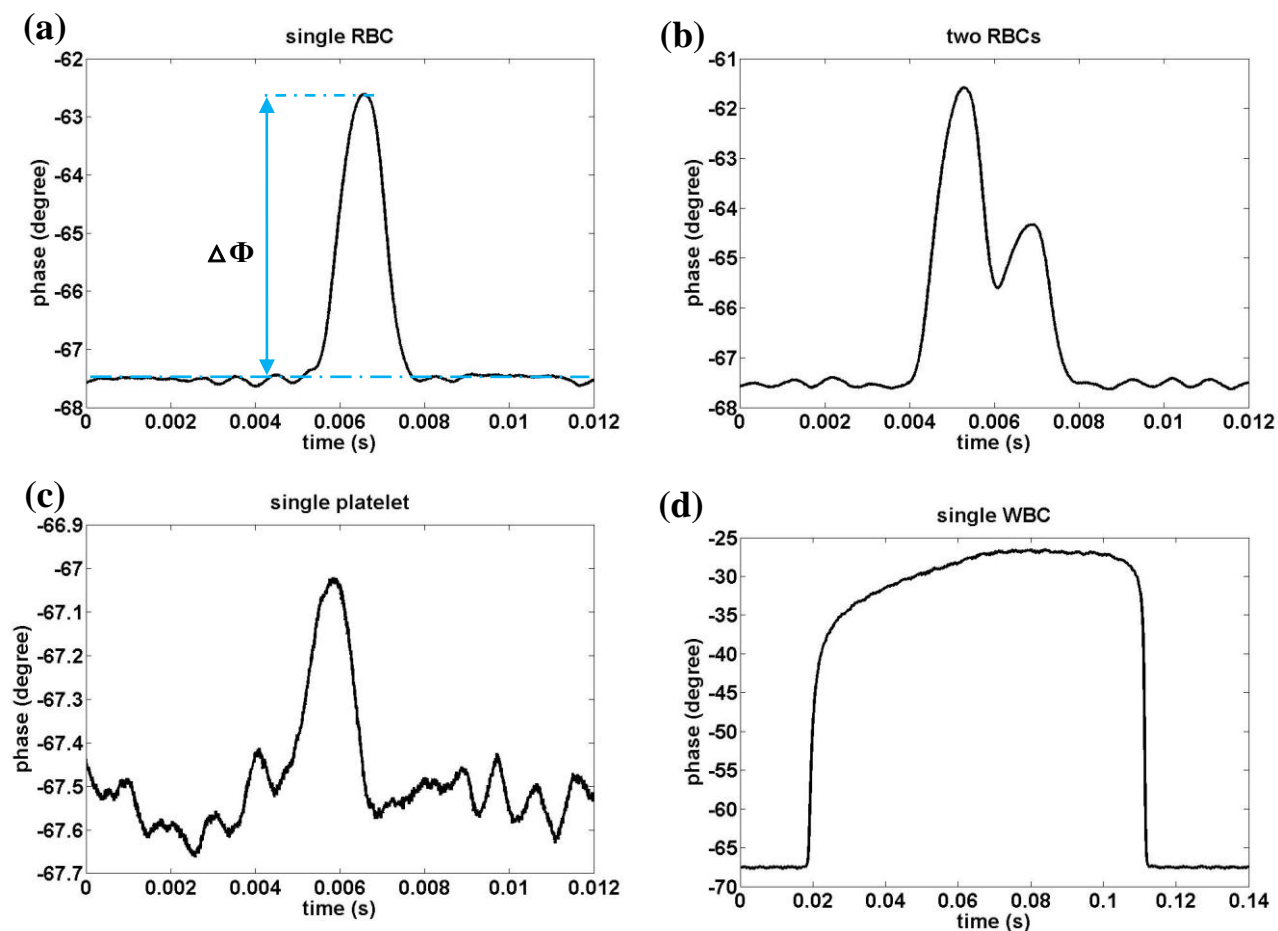 (a)
single RBC
-62
-63
-64
-65
-66
-67
-68
phase (degree)
△Φ
0 0.002 0.004 0.006 0.008 0.01 0.012
time (s)
(b)
two RBCs
-61
-62
-63
-64
-65
-66
-67
-68
phase (degree)
0 0.002 0.004 0.006 0.008 0.01 0.012
time (s)
(c)
single platelet
-66.9
-67
-67.1
-67.2
-67.3
-67.4
-67.5
-67.6
-67.7
phase (degree)
0 0.002 0.004 0.006 0.008 0.01 0.012
time (s)
(d)
single WBC
-25
-30
-35
-40
-45
-50
-55
-60
-65
-70
phase (degree)
0 0.02 0.04 0.06 0.08 0.1 0.12 0.14
time (s)